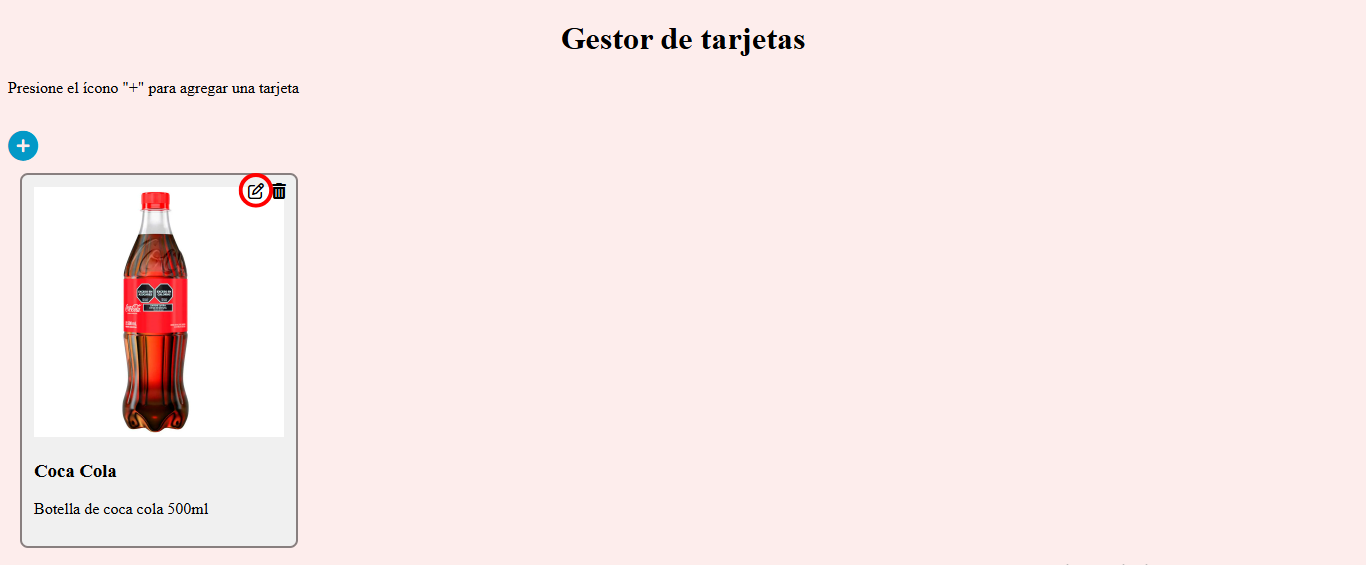 Gestor de tarjetas
Presione el ícono "+" para agregar una tarjeta
Coca Cola
Botella de coca cola 500ml